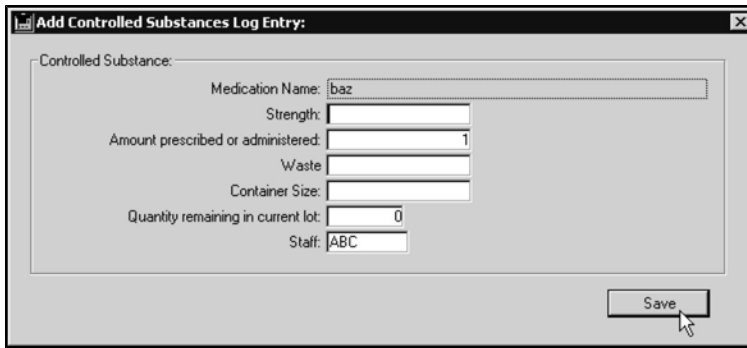 Add Controlled Substances Log Entry:
Controlled Substance:
Medication Name: baz
Strength:
Amount prescribed or administered: 1
Waste
Container Size:
Quantity remaining in current lot: 0
Staff: ABC
Save